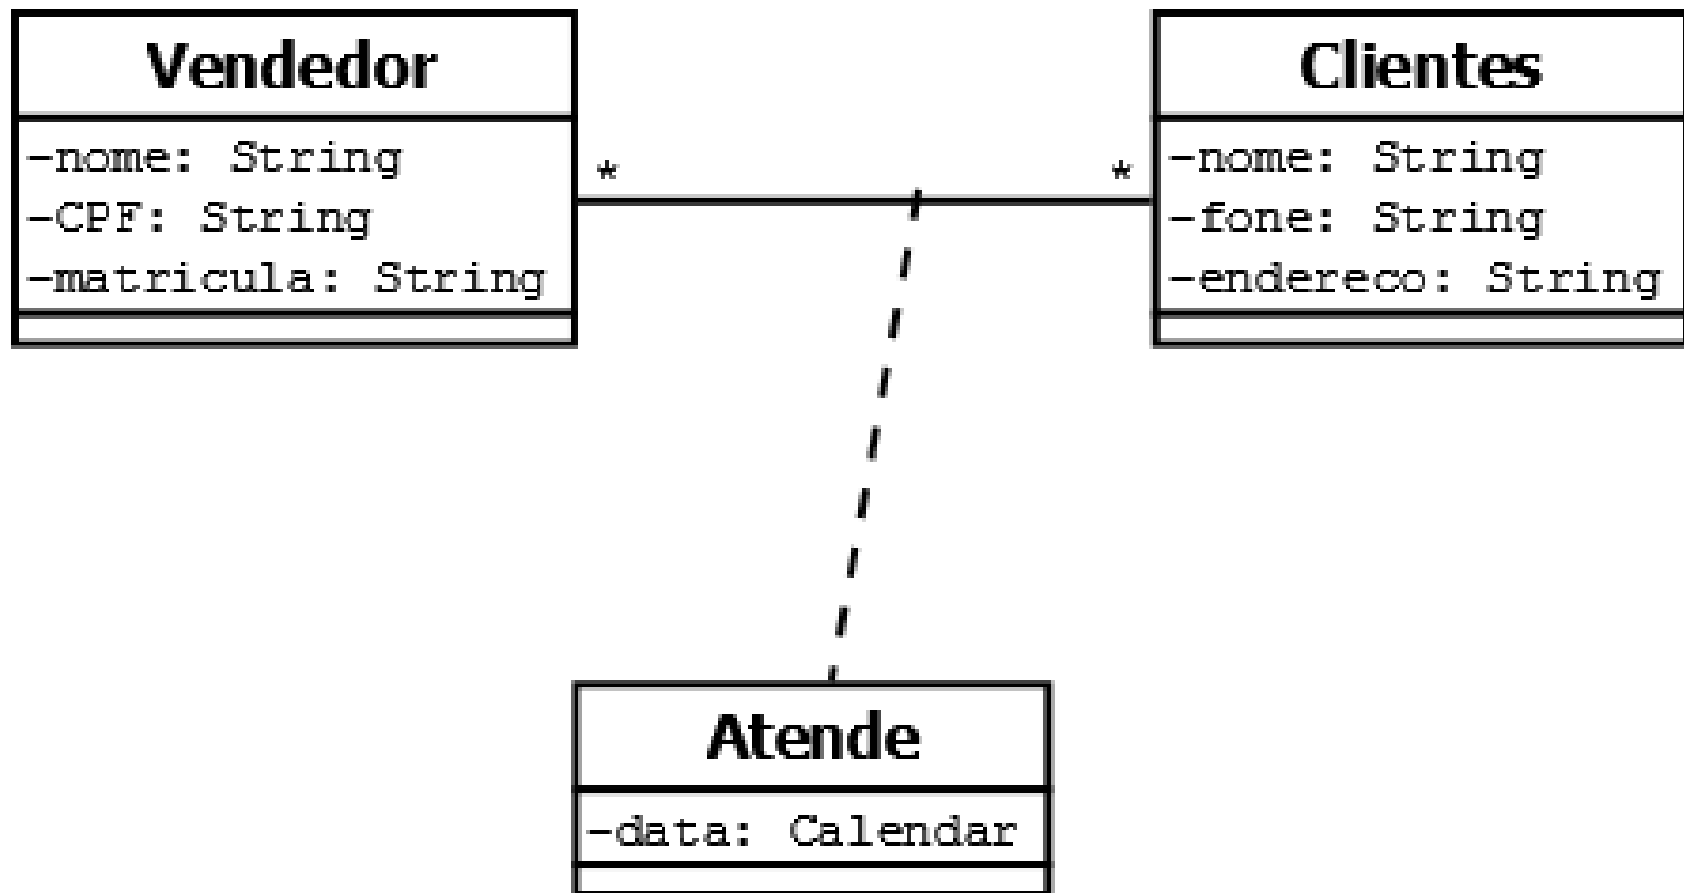 Vendedor
-nome: String
-CPF: String
-matricula: String
*
*
Clientes
-nome: String
-fone: String
-endereco: String
Atende
-data: Calendar